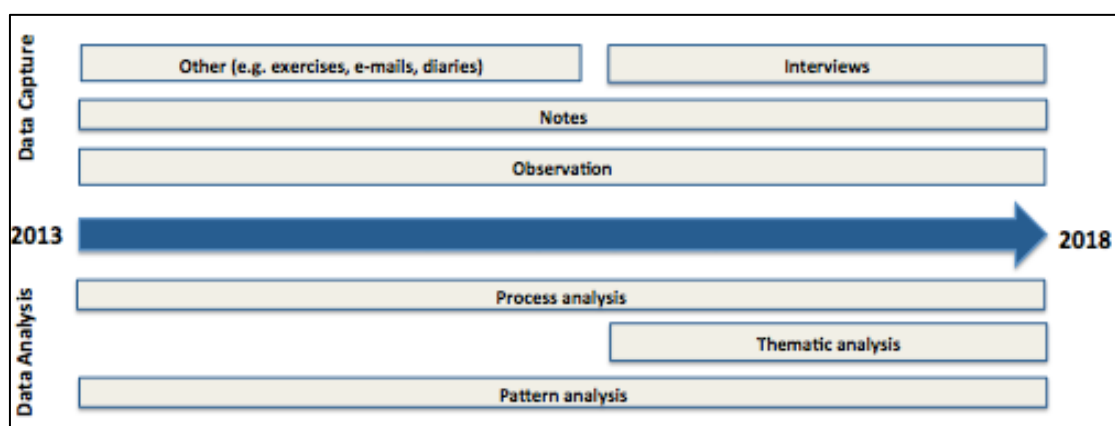 Data Capture
Other (e.g. exercises, e-mails, diaries)
Interviews
Notes
Observation
2013
2018
Data Analysis
Process analysis
Thematic analysis
Pattern analysis